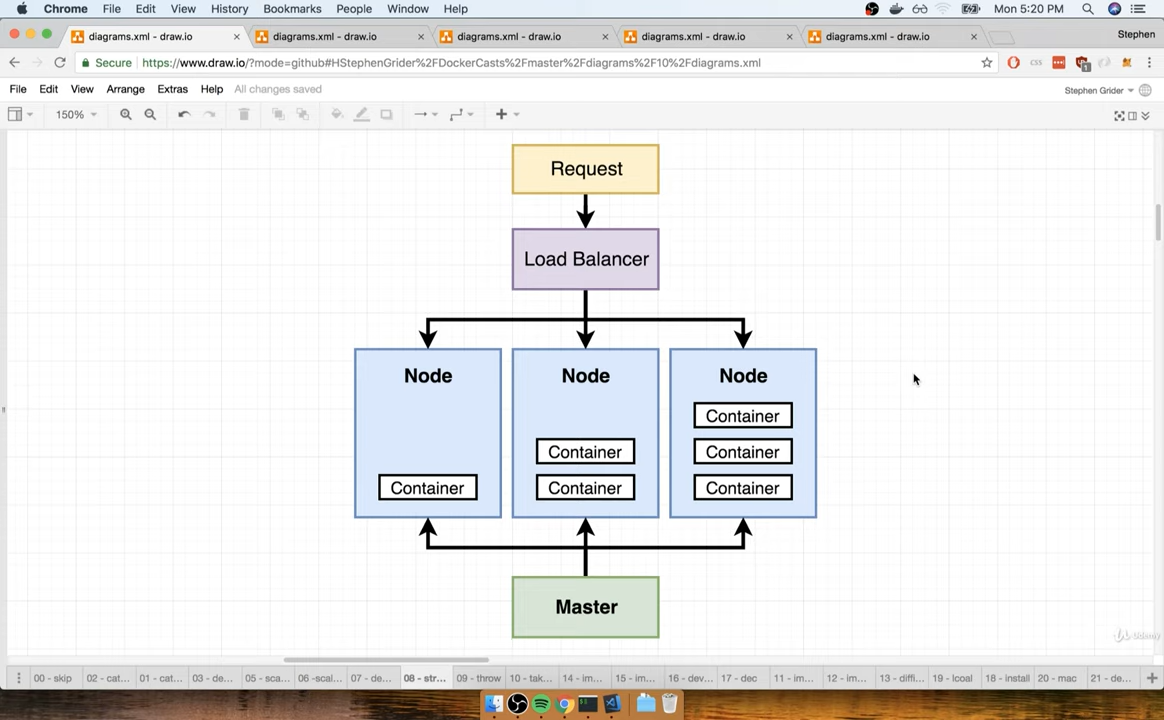 Chrome File Edit View History Bookmarks People Window Help Mon 5:20 PM
diagrams.xml - draw.io diagrams.xml - draw.io diagrams.xml - draw.io diagrams.xml - draw.io diagrams.xml - draw.io Stephen
Secure https://www.draw.io/?mode=github#HStephenGrider%2FDockerCasts%2Fmaster%2Fdiagrams%2F10%2Fdiagrams.xml
File Edit View Arrange Extras Help All changes saved Stephen Grider
150%
Request
Load Balancer
Node Node Node
Container
Container Container
Container Container Container
Master
Udemy
00 - skip 02 - cat... 01 - cat... 03 - de... 05 - sca... 06 -scal... 07 - de... 08 - str... 09 - throw 10 - tak... 14 - im... 15 - im... 16 - dev... 17 - dec 11 - im... 12 - im... 13 - diffi... 19 - lcoal 18 - install 20 - mac 21 - de...